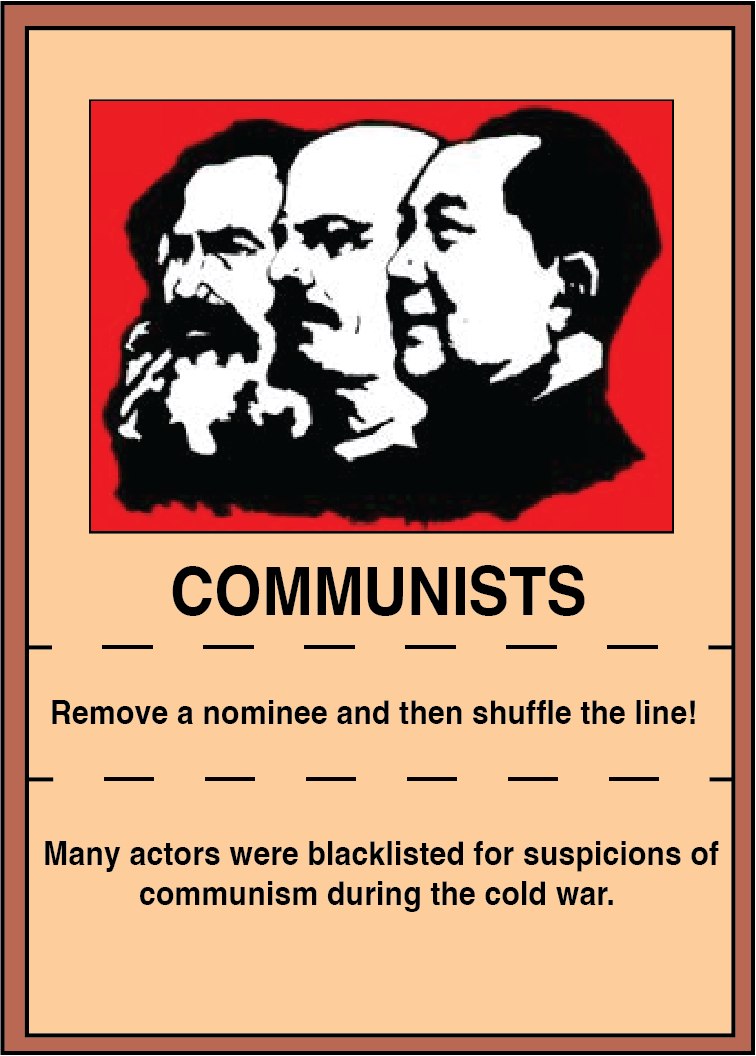 COMMUNISTS
Remove a nominee and then shuffle the line!
Many actors were blacklisted for suspicions of
communism during the cold war.